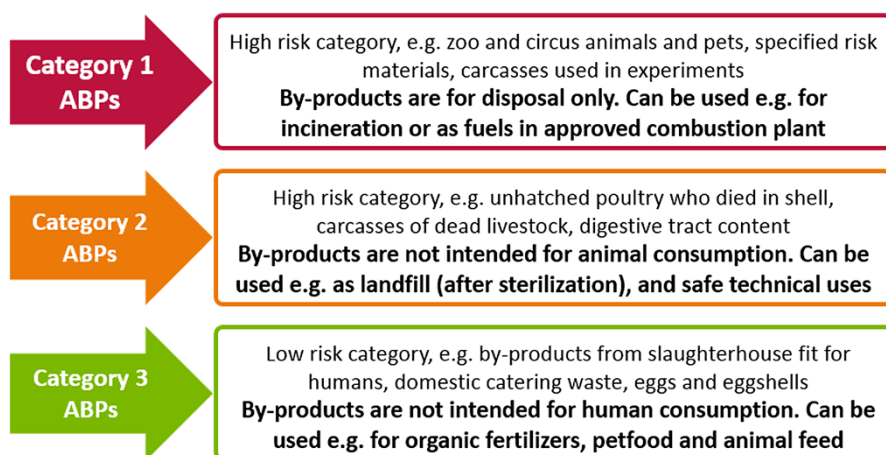 Category 1
ABPs
High risk category, e.g. zoo and circus animals and pets, specified risk
materials, carcasses used in experiments
By-products are for disposal only. Can be used e.g. for
incineration or as fuels in approved combustion plant
Category 2
ABPs
High risk category, e.g. unhatched poultry who died in shell,
carcasses of dead livestock, digestive tract content
By-products are not intended for animal consumption. Can be
used e.g. as landfill (after sterilization), and safe technical uses
Category 3
ABPs
Low risk category, e.g. by-products from slaughterhouse fit for
humans, domestic catering waste, eggs and eggshells
By-products are not intended for human consumption. Can be
used e.g. for organic fertilizers, petfood and animal feed